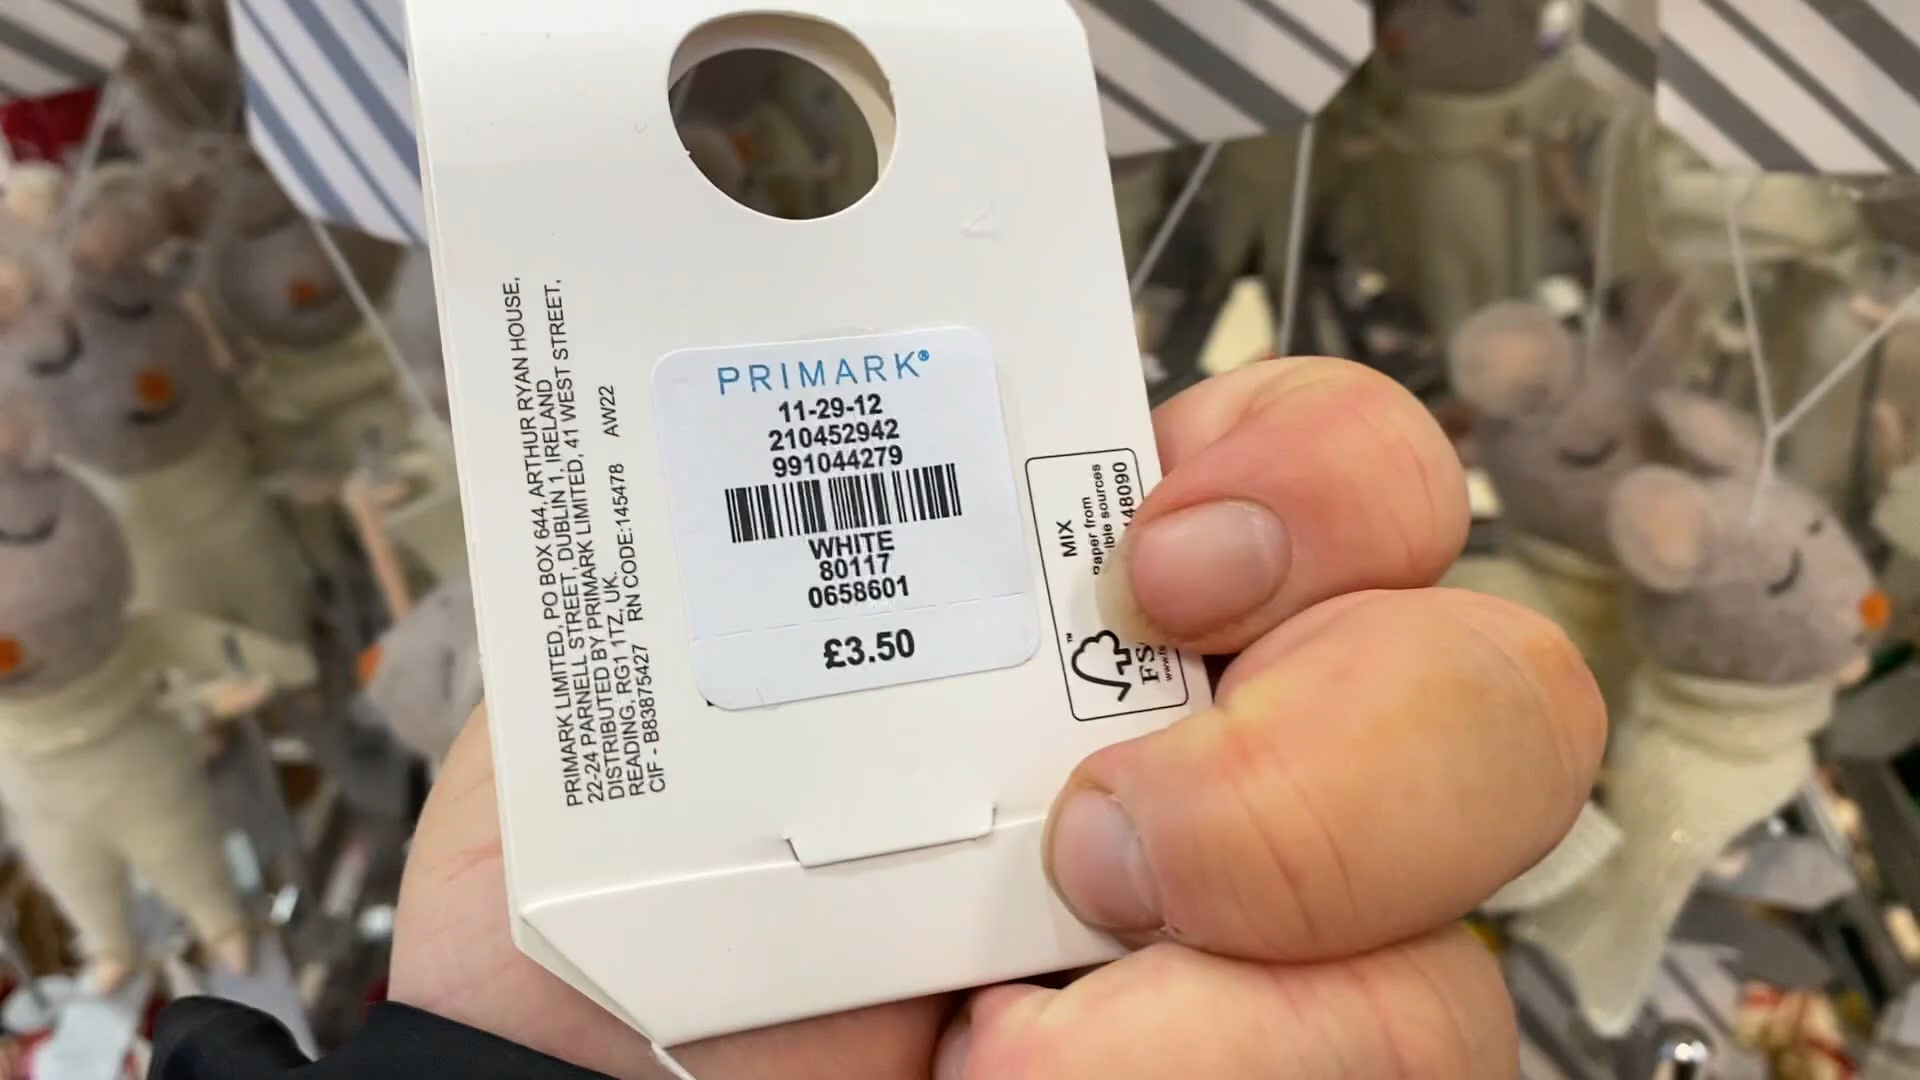 PRIMARK LIMITED, PO BOX 644, ARTHUR RYAN HOUSE,
22-24 PARNELL STREET, DUBLIN 1, IRELAND
DISTRIBUTED BY PRIMARK LIMITED, 41 WEST STREET,
READING, RG1 1TZ, UK.
CIF - B83875427 RN CODE:145478 AW22
PRIMARK®
11-29-12
210452942
991044279
WHITE
80117
0658601
£3.50
MIX
Paper from
148090
™